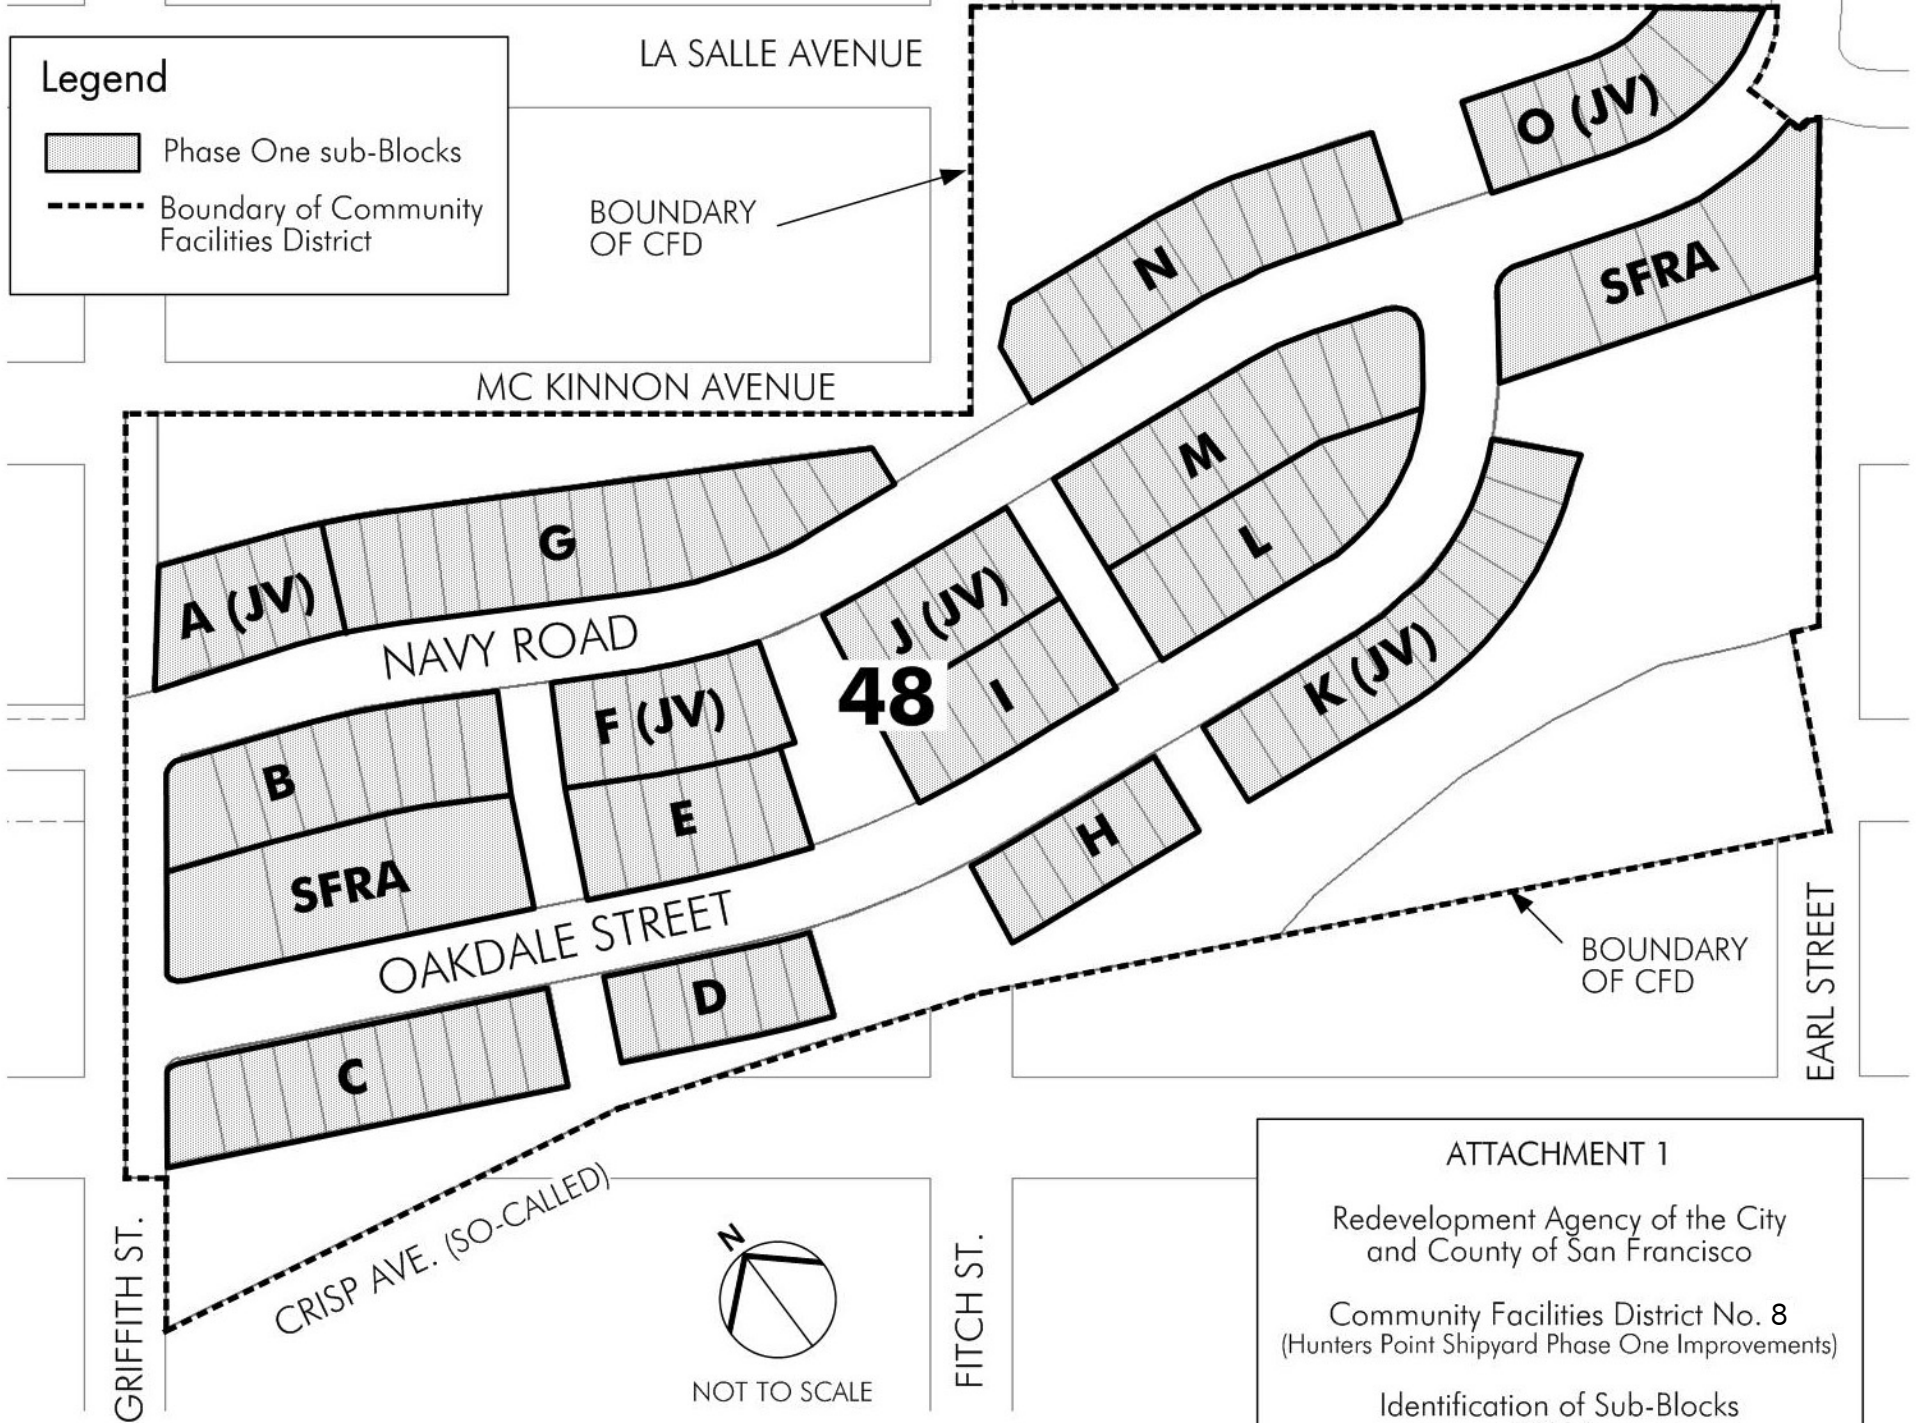 LA SALLE AVENUE
Legend
Phase One sub-Blocks
Boundary of Community
Facilities District
BOUNDARY
OF CFD
MC KINNON AVENUE
O (JV)
N
SFRA
M
L
G
A (JV)
NAVY ROAD
J (JV)
I
48
K (JV)
F (JV)
B
E
SFRA
H
OAKDALE STREET
D
C
BOUNDARY
OF CFD
EARL STREET
CRISP AVE. (SO-CALLED)
GRIFFITH ST.
N
NOT TO SCALE
FITCH ST.
ATTACHMENT 1
Redevelopment Agency of the City
and County of San Francisco
Community Facilities District No. 8
(Hunters Point Shipyard Phase One Improvements)
Identification of Sub-Blocks